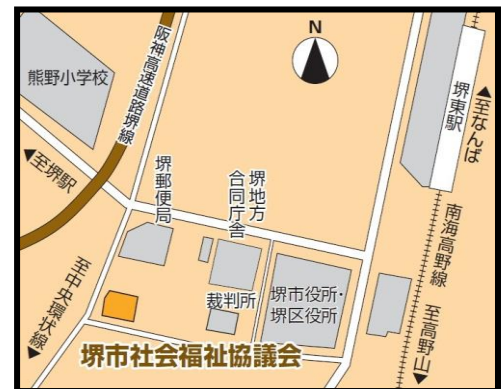 N
阪神高速道路堺線
熊野小学校
堺東駅
▲至なんば
▲至堺駅
堺郵便局
堺地方
合同庁舎
南海高野線
至中央環状線▼
裁判所
堺市役所・
堺区役所
至高野山▼
堺市社会福祉協議会